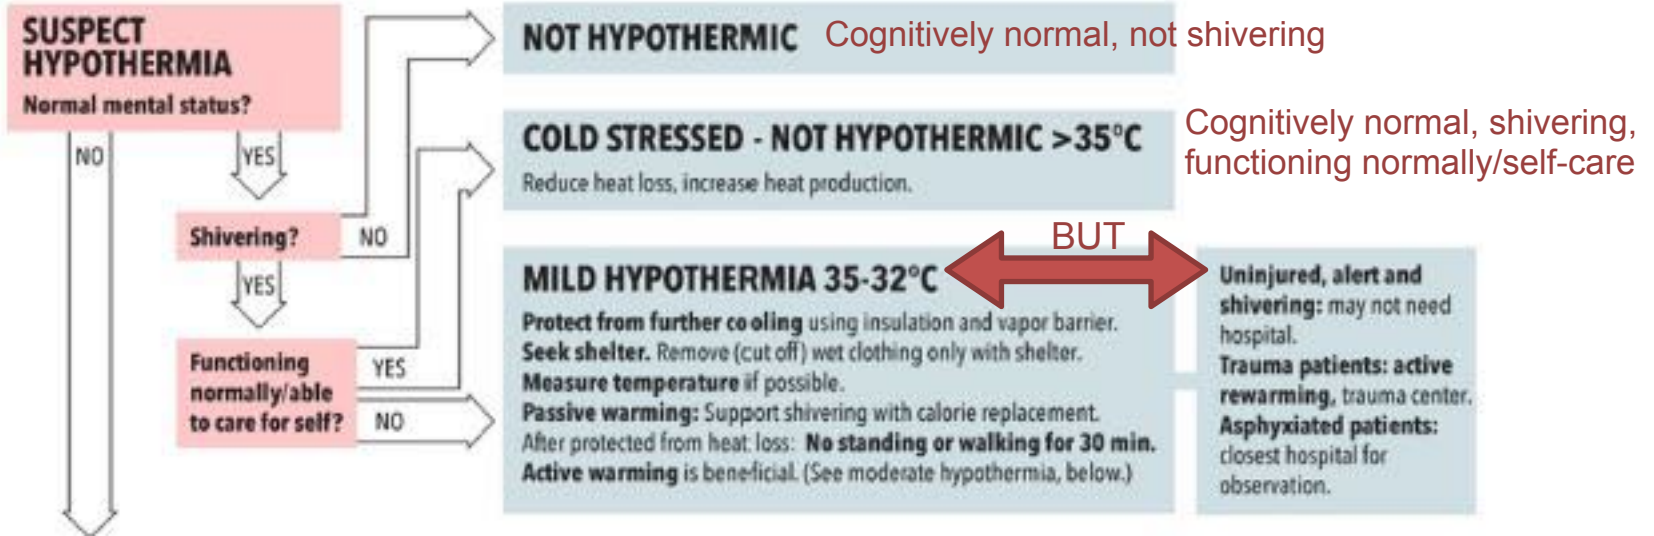 SUSPECT
HYPOTHERMIA
Normal mental status?
NO
YES
Shivering?
NO
YES
Functioning
normally/able
to care for self?
YES
NO
NOT HYPOTHERMIC
Cognitively normal, not shivering
COLD STRESSED - NOT HYPOTHERMIC >35°C
Reduce heat loss, increase heat production.
Cognitively normal, shivering,
functioning normally/self-care
BUT
MILD HYPOTHERMIA 35-32°C
Protect from further cooling using insulation and vapor barrier.
Seek shelter. Remove (cut off) wet clothing only with shelter.
Measure temperature if possible.
Passive warming: Support shivering with calorie replacement.
After protected from heat loss: No standing or walking for 30 min.
Active warming is beneficial. (See moderate hypothermia, below.)
Uninjured, alert and
shivering: may not need
hospital.
Trauma patients: active
rewarming, trauma center.
Asphyxiated patients:
closest hospital for
observation.